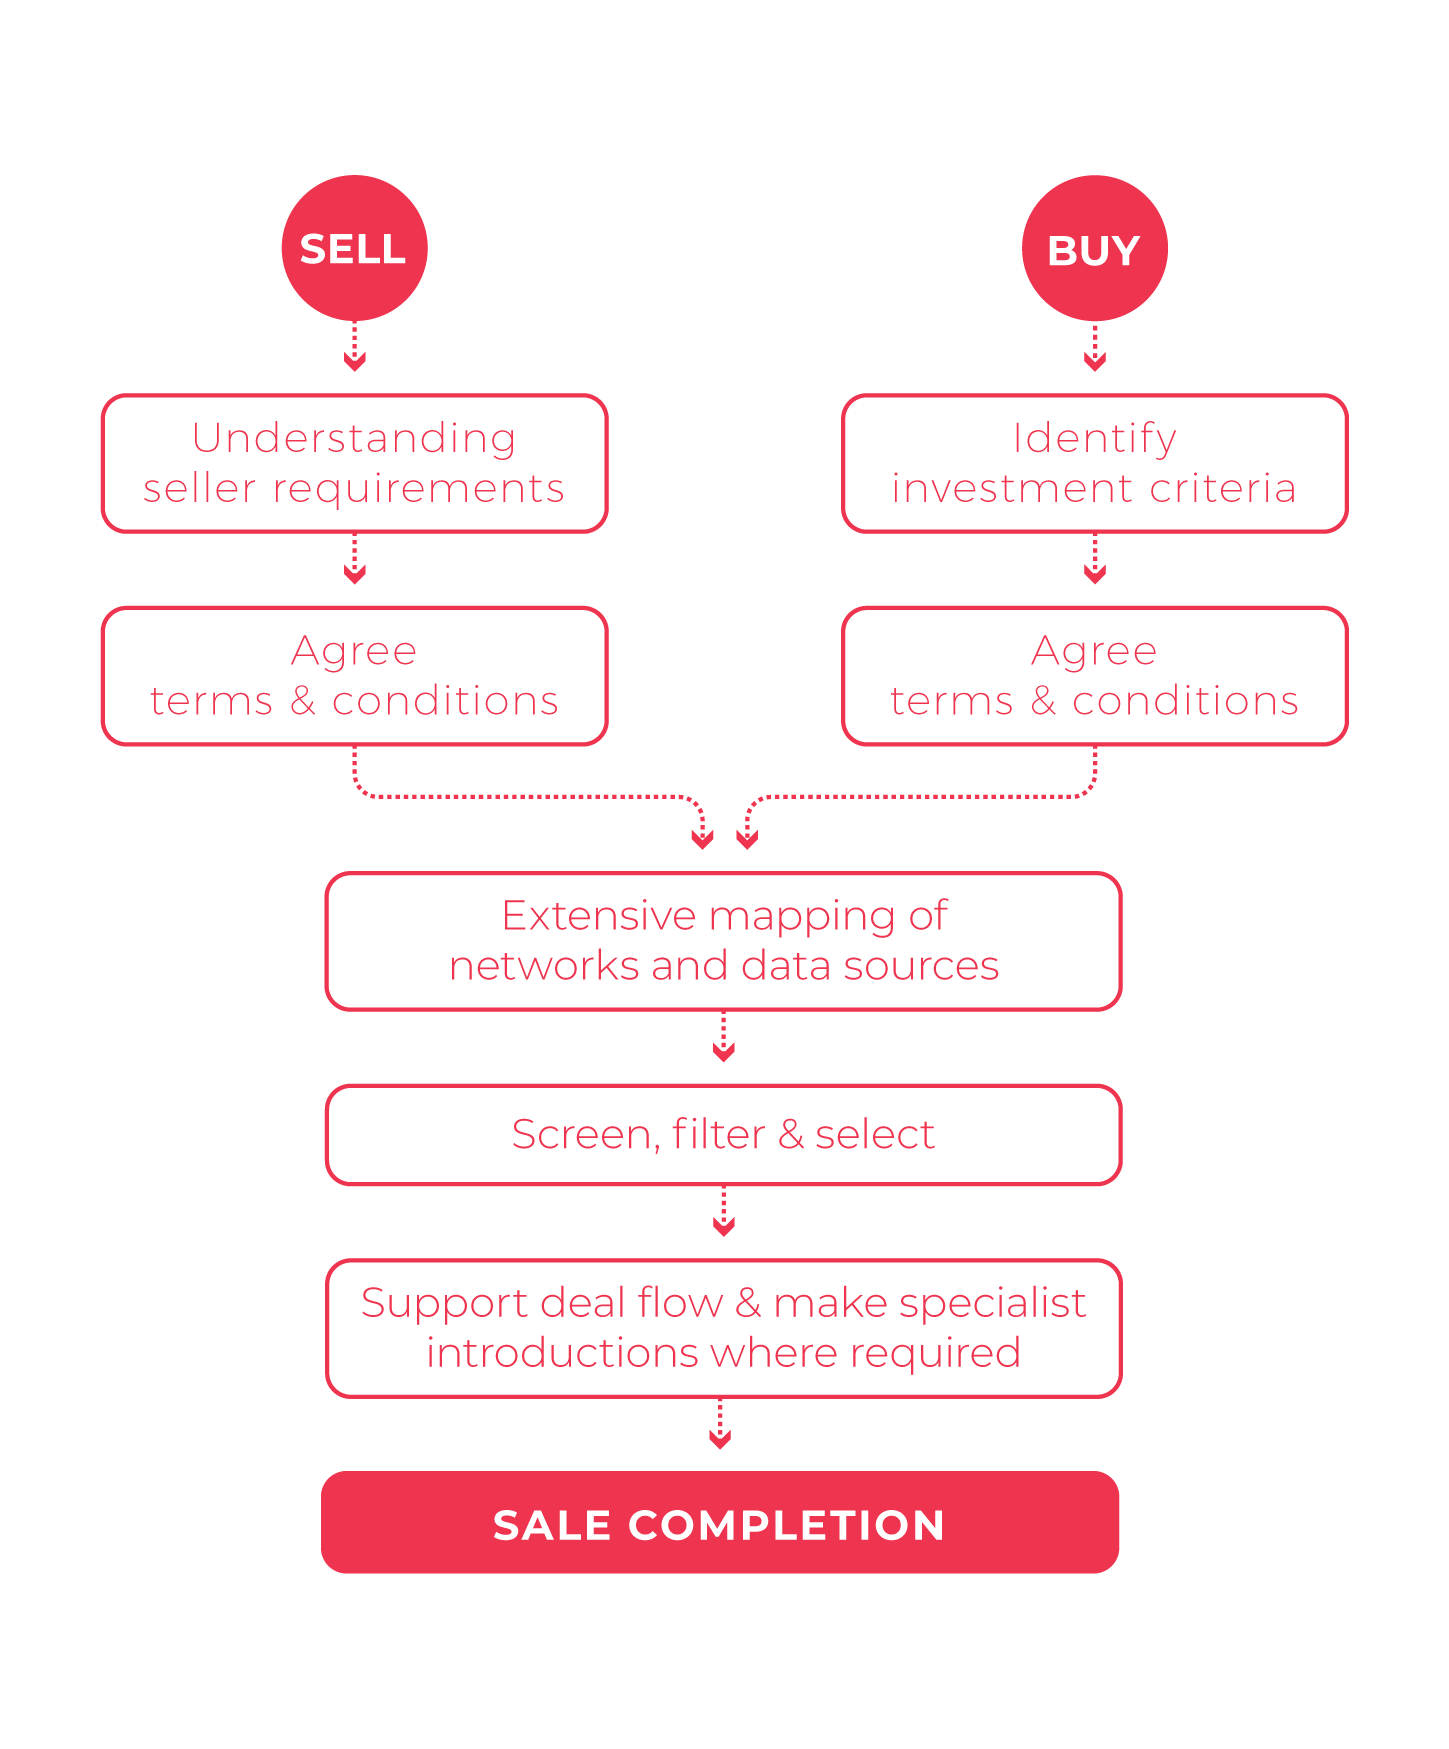 SELL
BUY
Understanding
seller requirements
Identify
investment criteria
Agree
terms & conditions
Agree
terms & conditions
Extensive mapping of
networks and data sources
Screen, filter & select
Support deal flow & make specialist
introductions where required
SALE COMPLETION